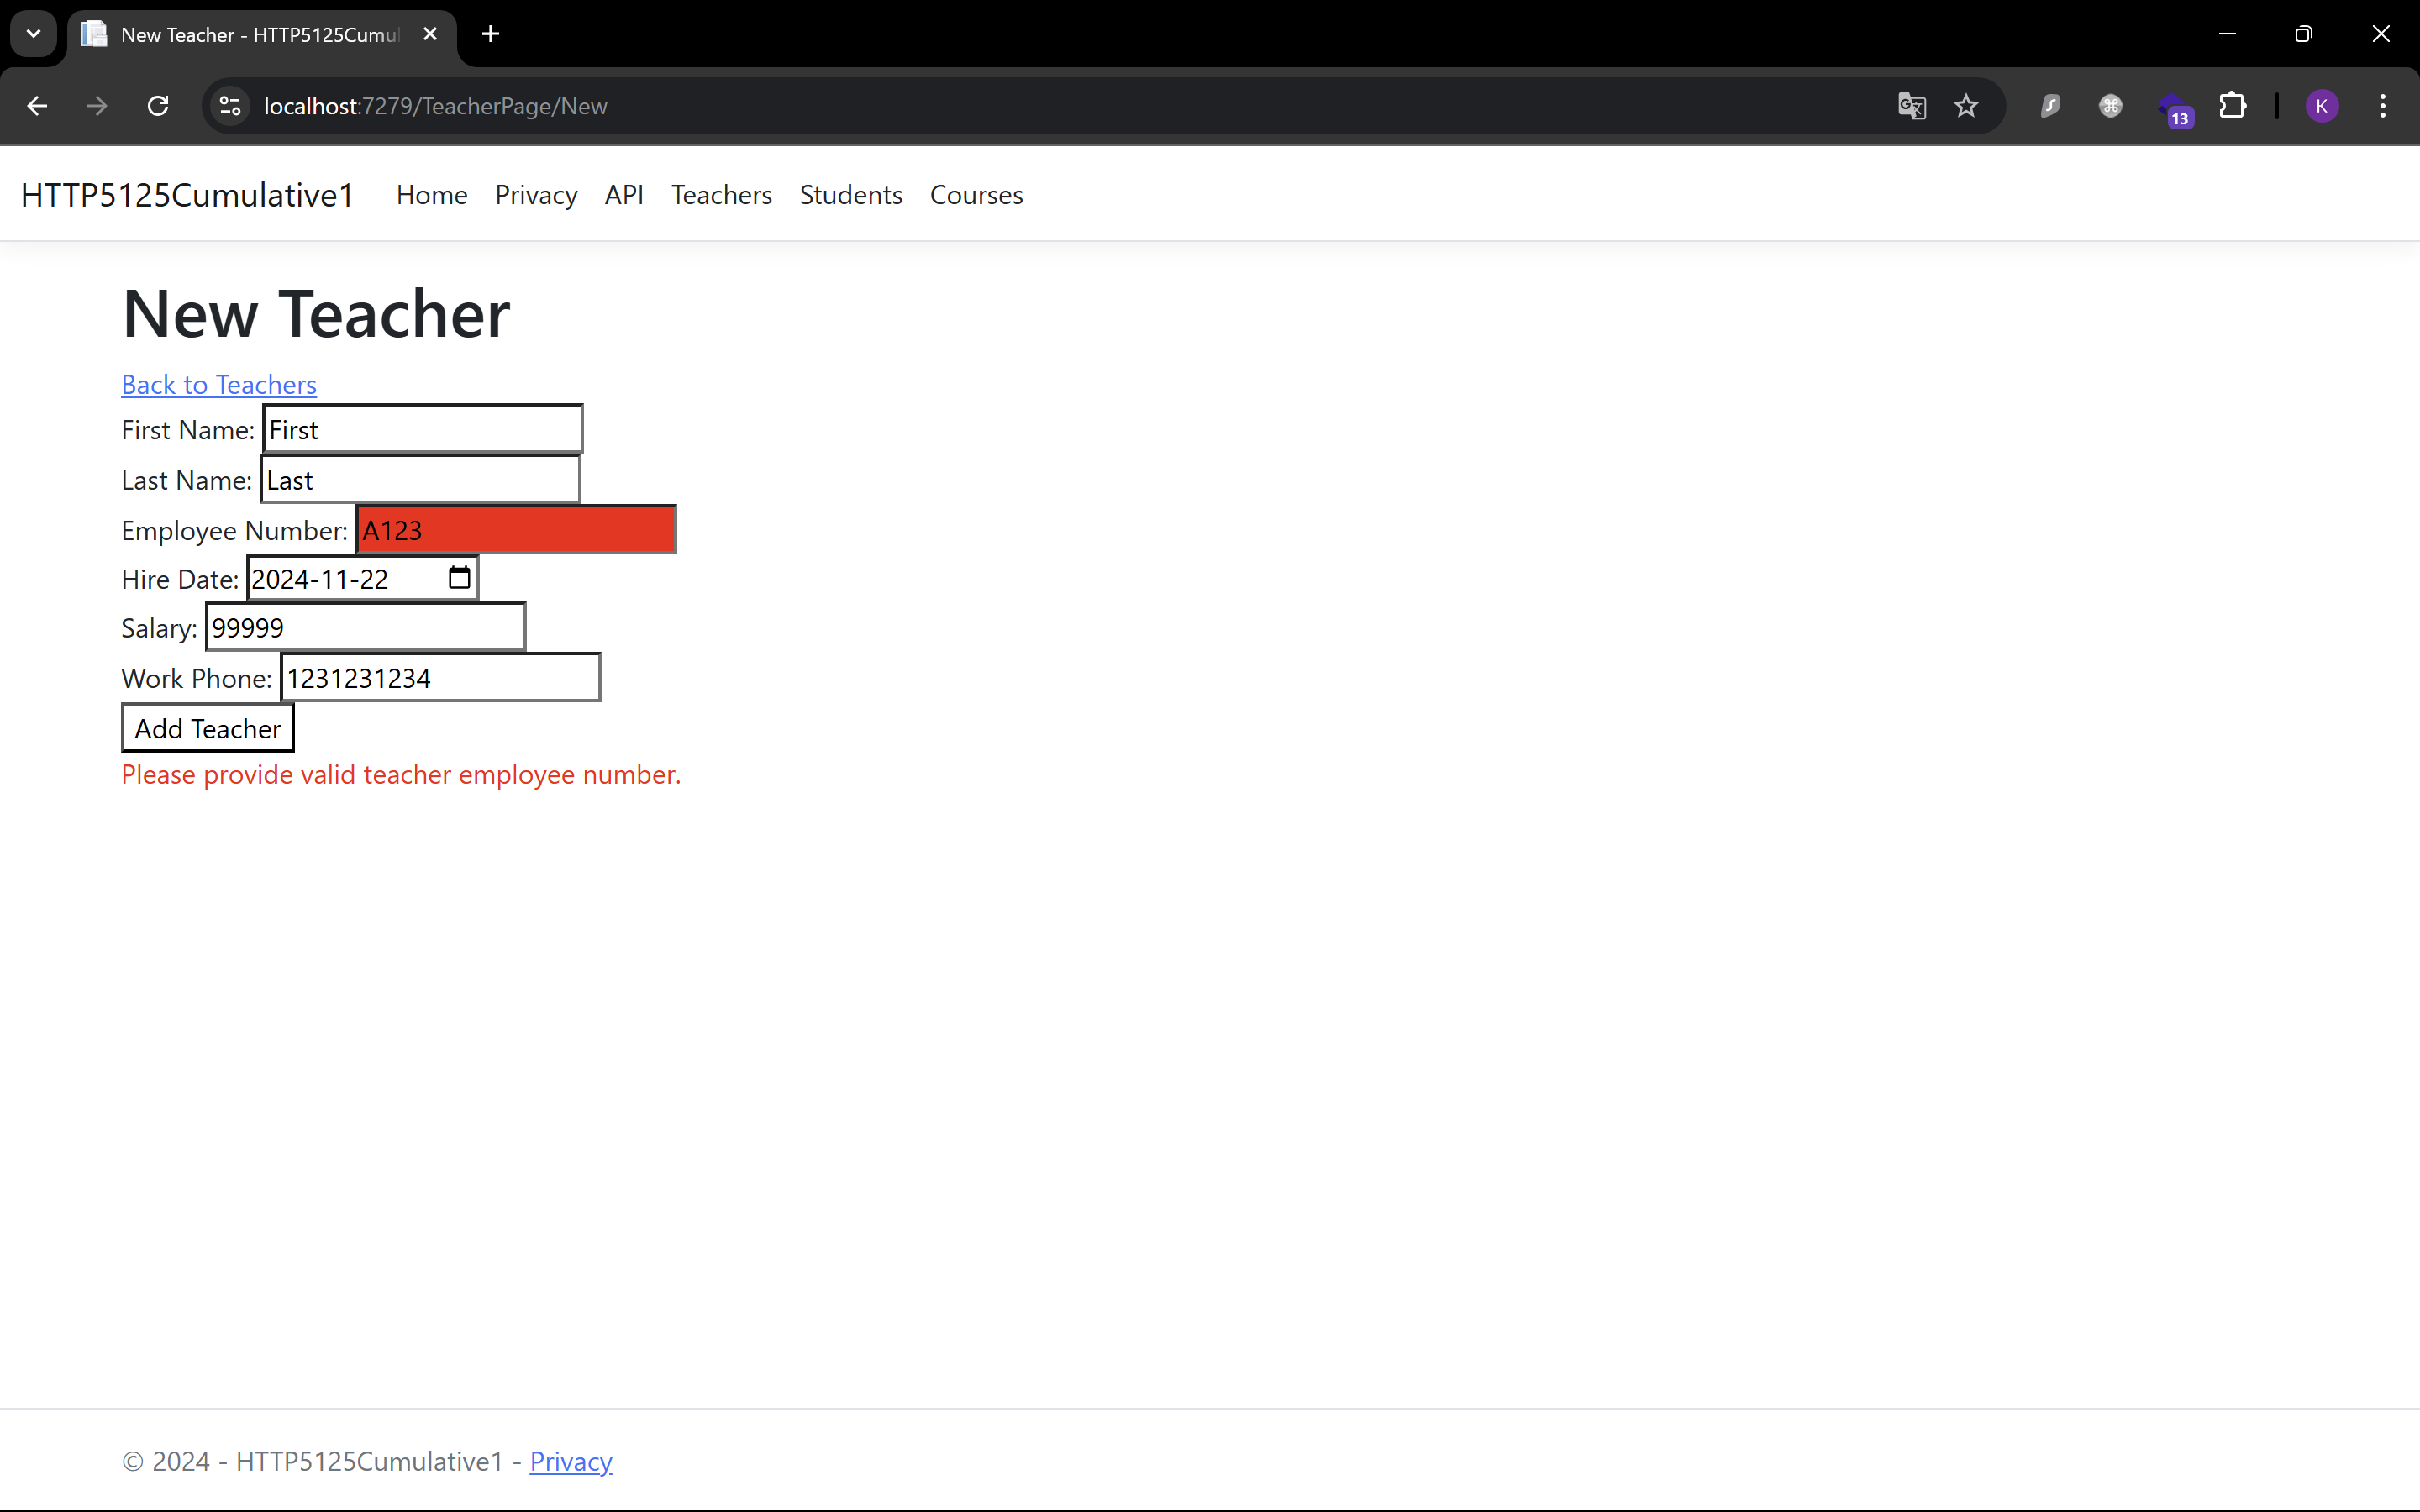 New Teacher - HTTP5125Cumul
localhost:7279/TeacherPage/New
13
K
HTTP5125Cumulative1 Home Privacy API Teachers Students Courses
New Teacher
Back to Teachers
First Name: First
Last Name: Last
Employee Number: A123
Hire Date: 2024-11-22
Salary: 99999
Work Phone: 1231231234
Add Teacher
Please provide valid teacher employee number.
© 2024 - HTTP5125Cumulative1 - Privacy